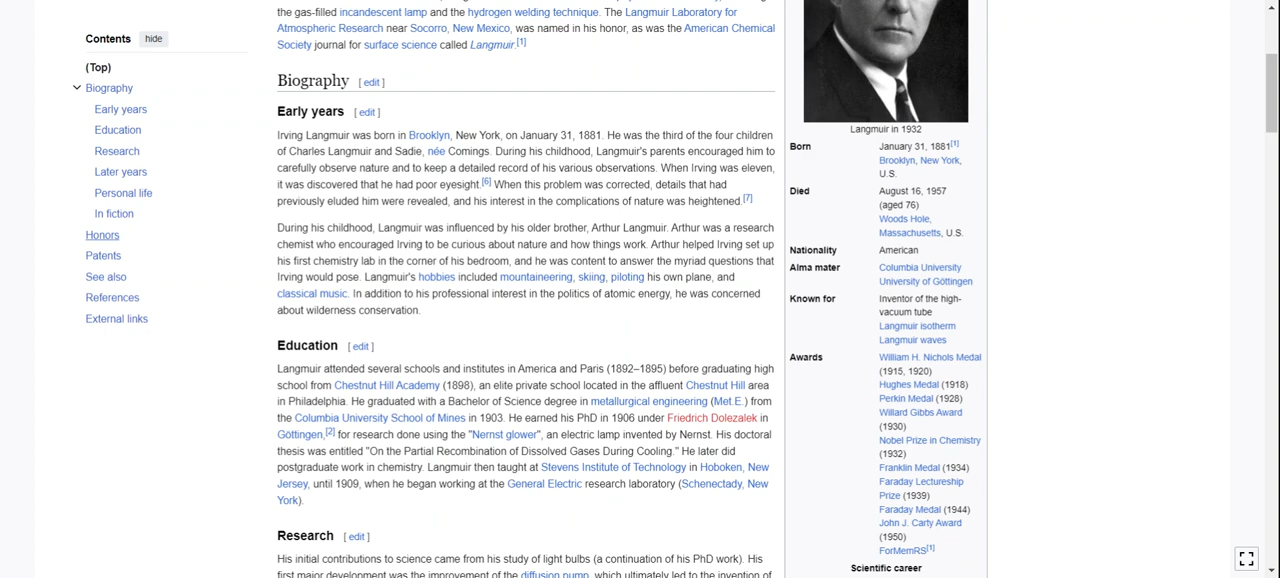 the gas-filled incandescent lamp and the hydrogen welding technique. The Langmuir Laboratory for
Atmospheric Research near Socorro, New Mexico, was named in his honor, as was the American Chemical
Society journal for surface science called Langmuir.[1]
Contents hide
(Top)
Biography
Early years
Education
Research
Later years
Personal life
In fiction
Honors
Patents
See also
References
External links
Biography [ edit ]
Early years [ edit ]
Irving Langmuir was born in Brooklyn, New York, on January 31, 1881. He was the third of the four children
of Charles Langmuir and Sadie, née Comings. During his childhood, Langmuir's parents encouraged him to
carefully observe nature and to keep a detailed record of his various observations. When Irving was eleven,
it was discovered that he had poor eyesight.[6] When this problem was corrected, details that had
previously eluded him were revealed, and his interest in the complications of nature was heightened.[7]
During his childhood, Langmuir was influenced by his older brother, Arthur Langmuir. Arthur was a research
chemist who encouraged Irving to be curious about nature and how things work. Arthur helped Irving set up
his first chemistry lab in the corner of his bedroom, and he was content to answer the myriad questions that
Irving would pose. Langmuir's hobbies included mountaineering, skiing, piloting his own plane, and
classical music. In addition to his professional interest in the politics of atomic energy, he was concerned
about wilderness conservation.
Education [ edit ]
Langmuir attended several schools and institutes in America and Paris (1892–1895) before graduating high
school from Chestnut Hill Academy (1898), an elite private school located in the affluent Chestnut Hill area
in Philadelphia. He graduated with a Bachelor of Science degree in metallurgical engineering (Met.E.) from
the Columbia University School of Mines in 1903. He earned his PhD in 1906 under Friedrich Dolezalek in
Göttingen,[2] for research done using the "Nernst glower", an electric lamp invented by Nernst. His doctoral
thesis was entitled "On the Partial Recombination of Dissolved Gases During Cooling." He later did
postgraduate work in chemistry. Langmuir then taught at Stevens Institute of Technology in Hoboken, New
Jersey, until 1909, when he began working at the General Electric research laboratory (Schenectady, New
York).
Research [ edit ]
His initial contributions to science came from his study of light bulbs (a continuation of his PhD work). His
first major development was the improvement of the diffusion pump, which ultimately led to the invention of
Langmuir in 1932
Born January 31, 1881[1]
Brooklyn, New York,
U.S.
Died August 16, 1957
(aged 76)
Woods Hole,
Massachusetts, U.S.
Nationality American
Alma mater Columbia University
University of Göttingen
Known for Inventor of the high-
vacuum tube
Langmuir isotherm
Langmuir waves
Awards William H. Nichols Medal
(1915, 1920)
Hughes Medal (1918)
Perkin Medal (1928)
Willard Gibbs Award
(1930)
Nobel Prize in Chemistry
(1932)
Franklin Medal (1934)
Faraday Lectureship
Prize (1939)
Faraday Medal (1944)
John J. Carty Award
(1950)
ForMemRS[1]
Scientific career